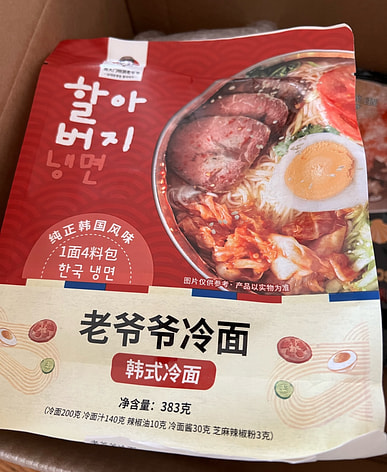 할아
버지
냉면
纯正韩国风味
1面4料包
한국 냉면
图片仅供参考·产品以实物为准
老爷爷冷面
韩式冷面
净含量：383克
(冷面200克 冷面汁140克 辣椒油10克 冷面酱30克 芝麻辣椒粉3克)